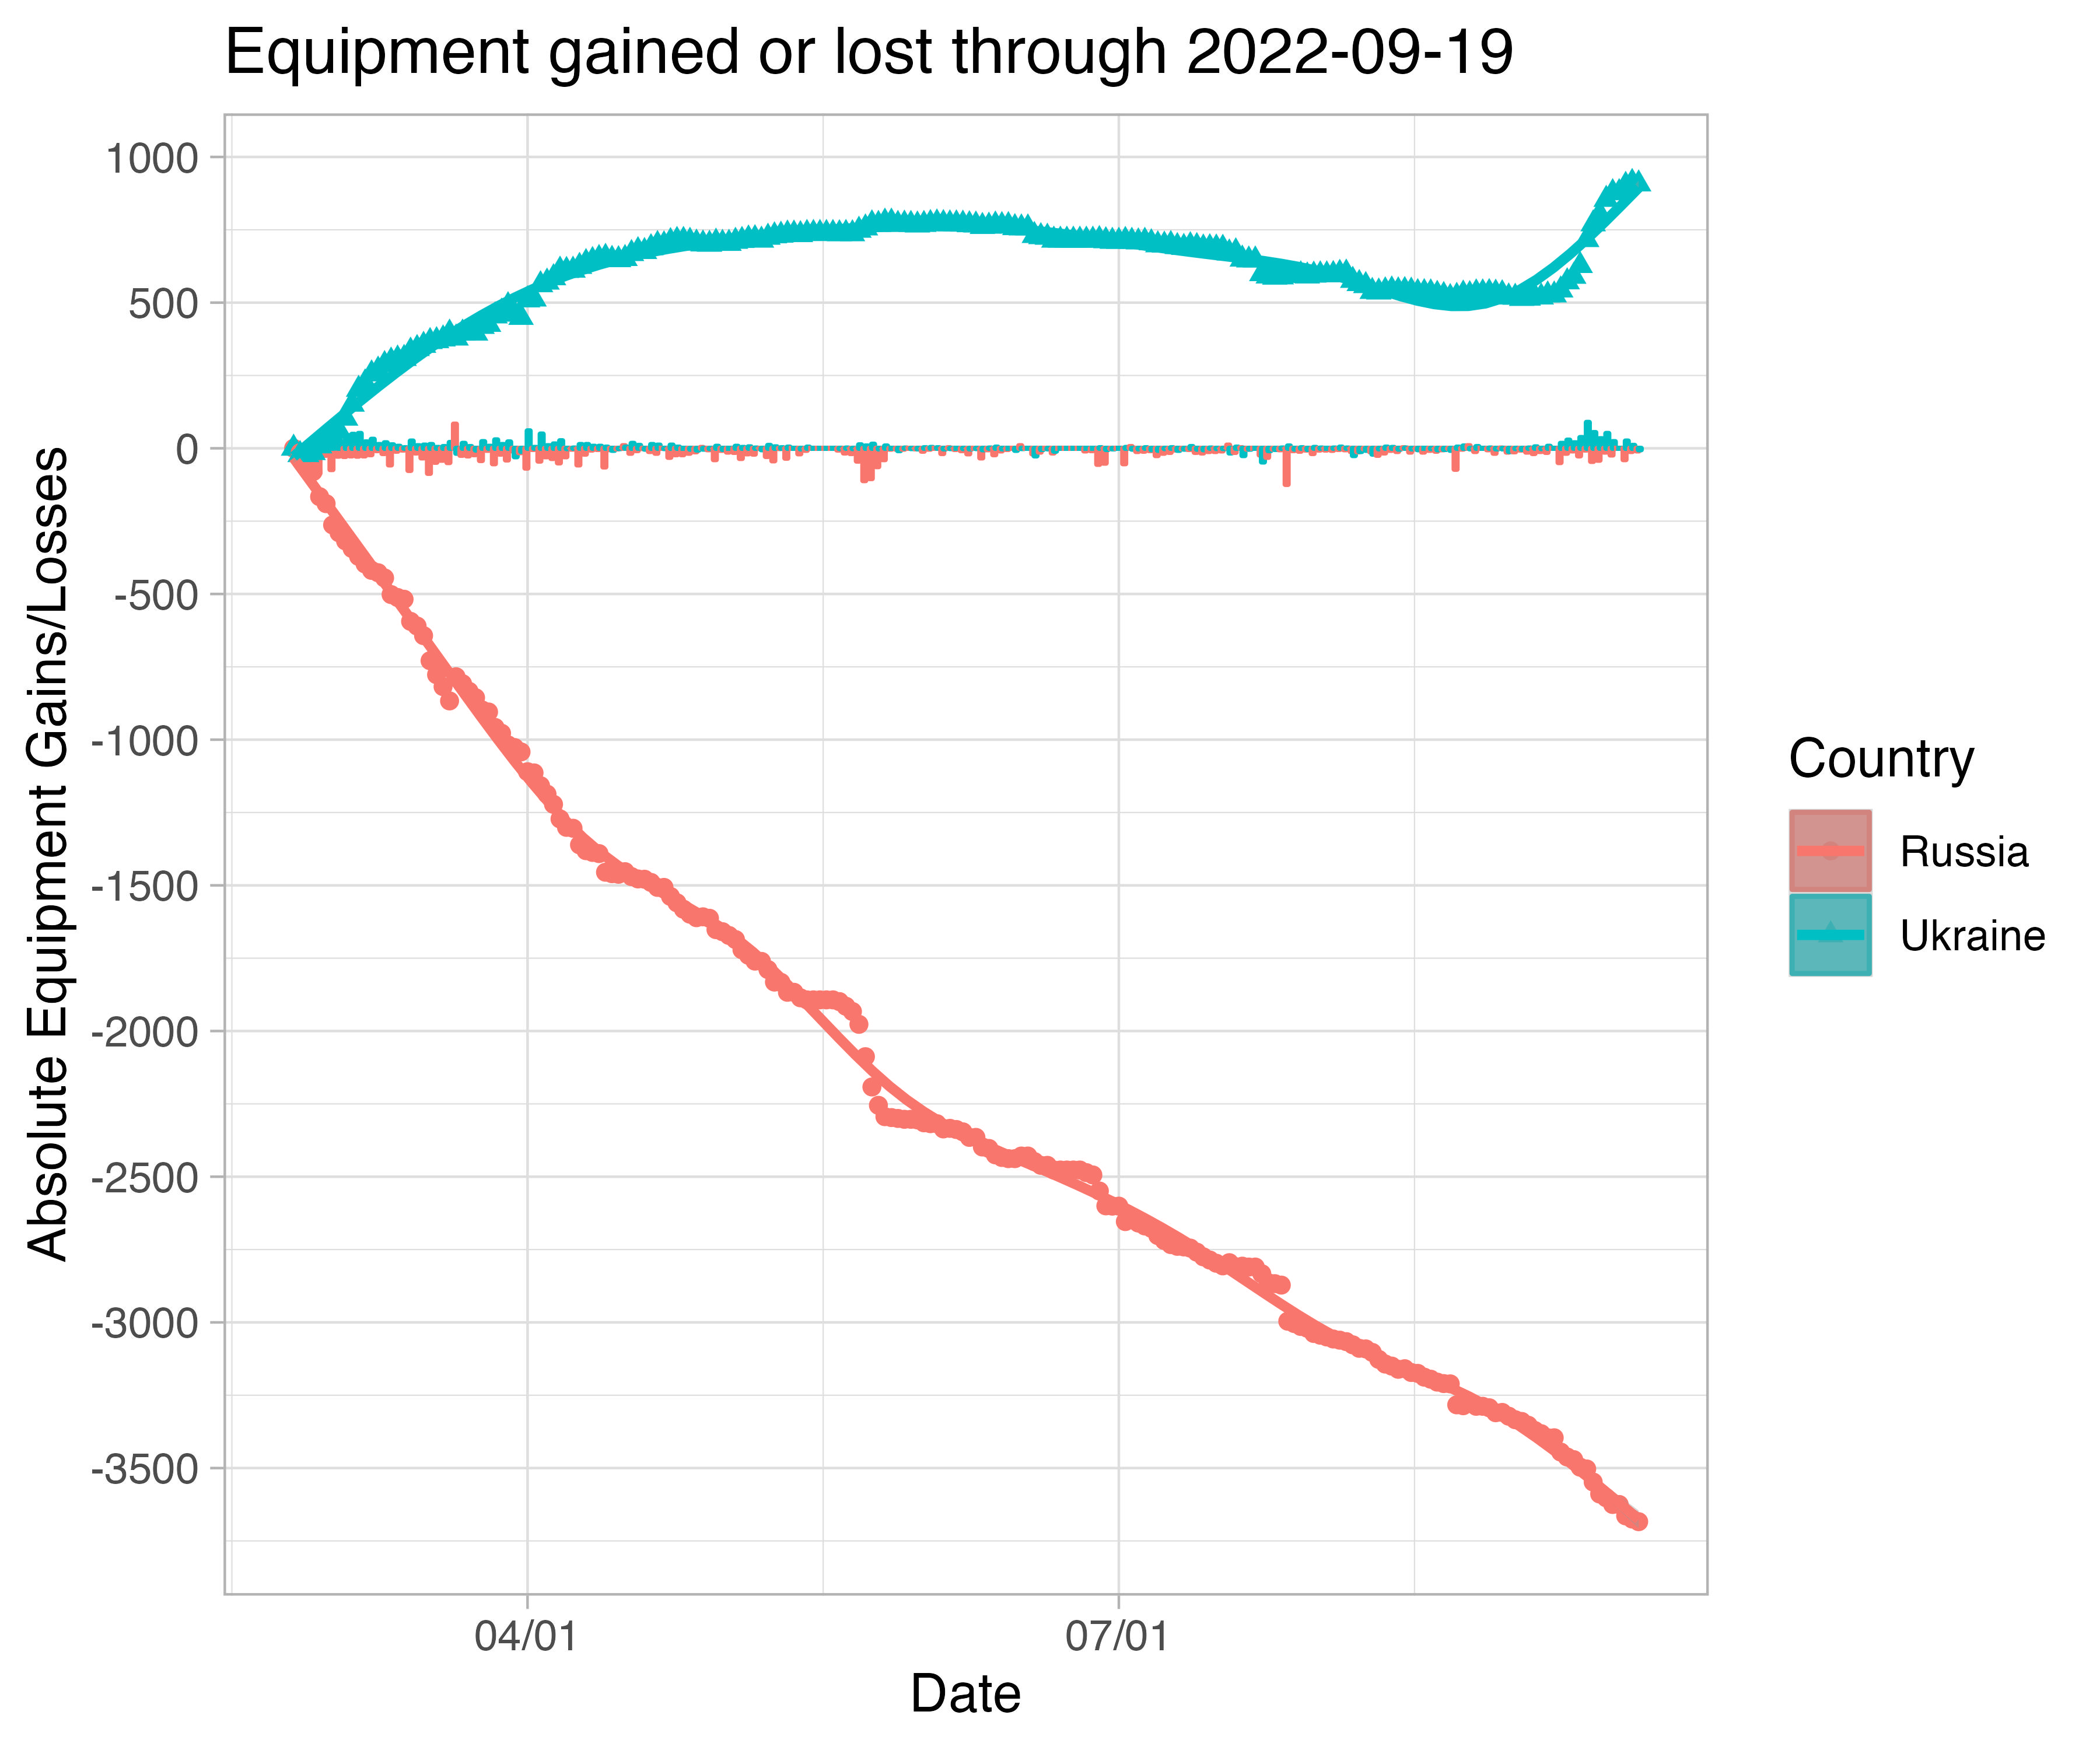 Equipment gained or lost through 2022-09-19
Absolute Equipment Gains/Losses
1000
500
0
-500
-1000
-1500
-2000
-2500
-3000
-3500
04/01
07/01
Date
Country
Russia
Ukraine